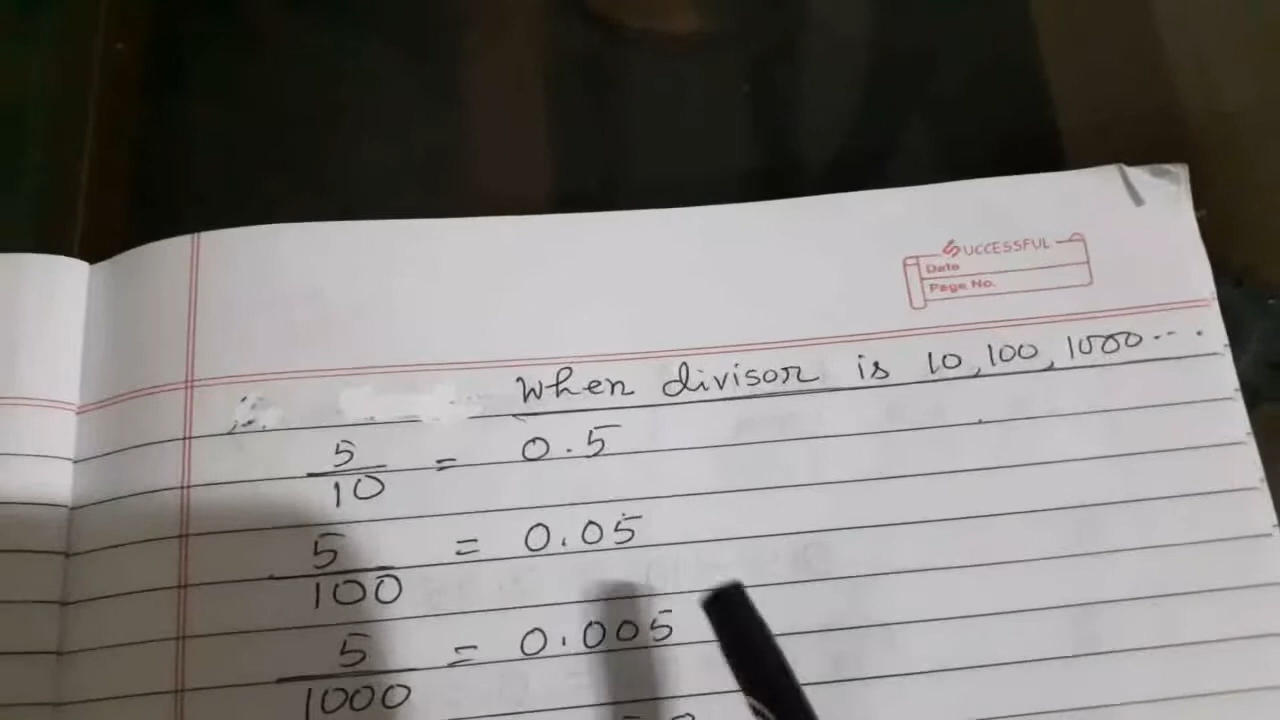 SUCCESSFUL
Date
Page No.
When divisor is 10, 100, 1000...
5/10 = 0.5
5/100 = 0.05
5/1000 = 0.005